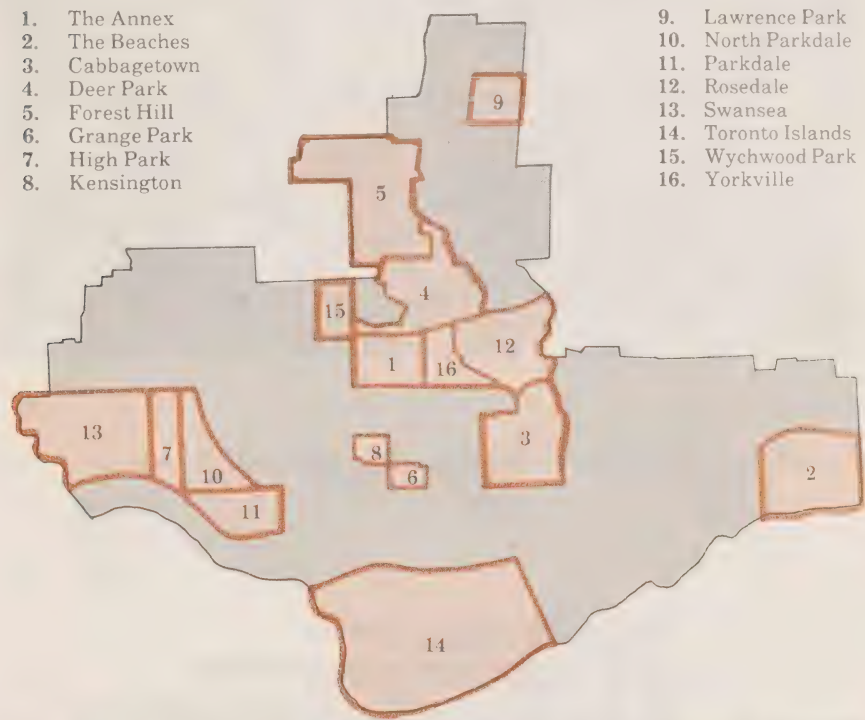 1. The Annex
2. The Beaches
3. Cabbagetown
4. Deer Park
5. Forest Hill
6. Grange Park
7. High Park
8. Kensington
9. Lawrence Park
10. North Parkdale
11. Parkdale
12. Rosedale
13. Swansea
14. Toronto Islands
15. Wychwood Park
16. Yorkville
9
5
4
15
12
1
16
13
7
10
3
8
6
2
11
14